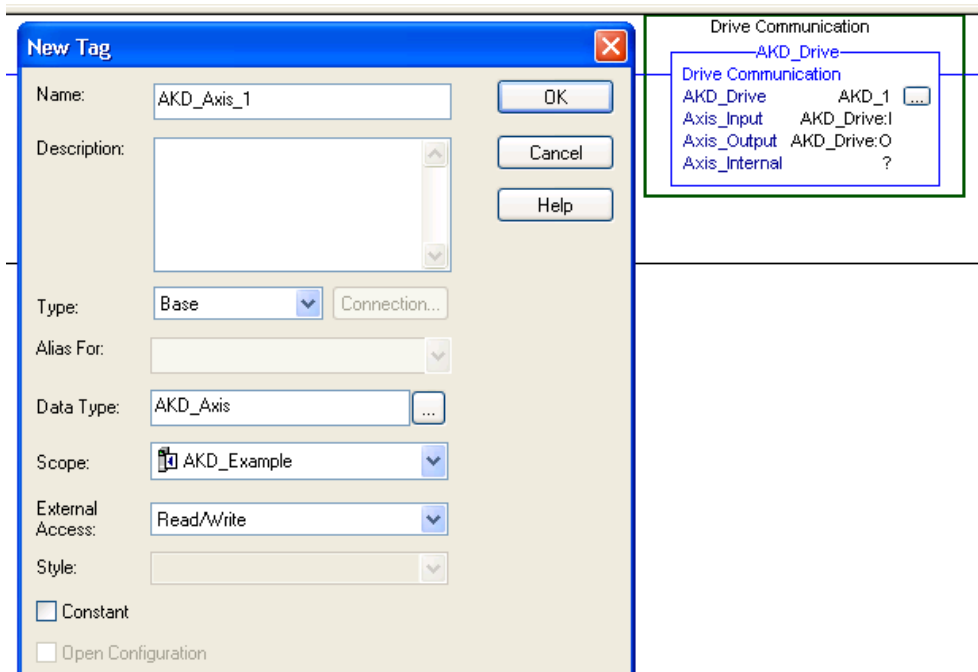 New Tag
Name: AKD_Axis_1
OK
Description:
Cancel
Help
Type: Base Connection...
Alias For:
Data Type: AKD_Axis ...
Scope: AKD_Example
External
Access: Read/Write
Style:
Constant
Open Configuration
Drive Communication
AKD_Drive
Drive Communication
AKD_Drive AKD_1 ...
Axis_Input AKD_Drive:I
Axis_Output AKD_Drive:O
Axis_Internal ?